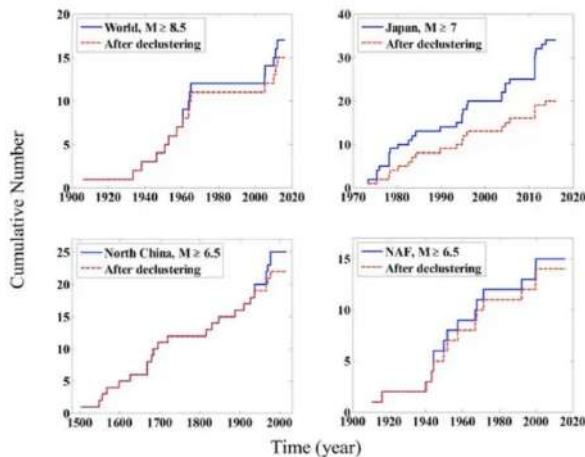 World, M ≥ 8.5
After declustering
20
15
10
5
0
1900 1920 1940 1960 1980 2000 2020
Japan, M ≥ 7
After declustering
40
30
20
10
0
1970 1980 1990 2000 2010 2020
Cumulative Number
North China, M ≥ 6.5
After declustering
25
20
15
10
5
0
1500 1600 1700 1800 1900 2000
NAF, M ≥ 6.5
After declustering
15
10
5
0
1900 1920 1940 1960 1980 2000 2020
Time (year)